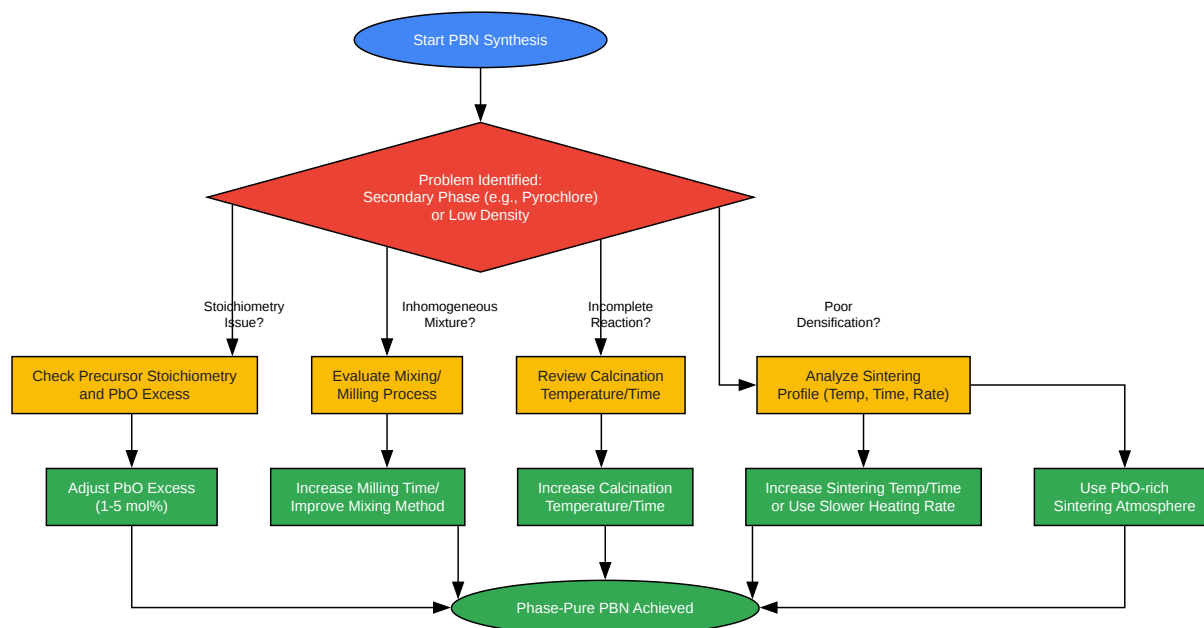 Start PBN Synthesis
Problem Identified:
Secondary Phase (e.g., Pyrochlore)
or Low Density
Stoichiometry
Issue?
Inhomogeneous
Mixture?
Incomplete
Reaction?
Poor
Densification?
Check Precursor Stoichiometry
and PbO Excess
Evaluate Mixing/
Milling Process
Review Calcination
Temperature/Time
Analyze Sintering
Profile (Temp, Time, Rate)
Adjust PbO Excess
(1-5 mol%)
Increase Milling Time/
Improve Mixing Method
Increase Calcination
Temperature/Time
Increase Sintering Temp/Time
or Use Slower Heating Rate
Use PbO-rich
Sintering Atmosphere
Phase-Pure PBN Achieved